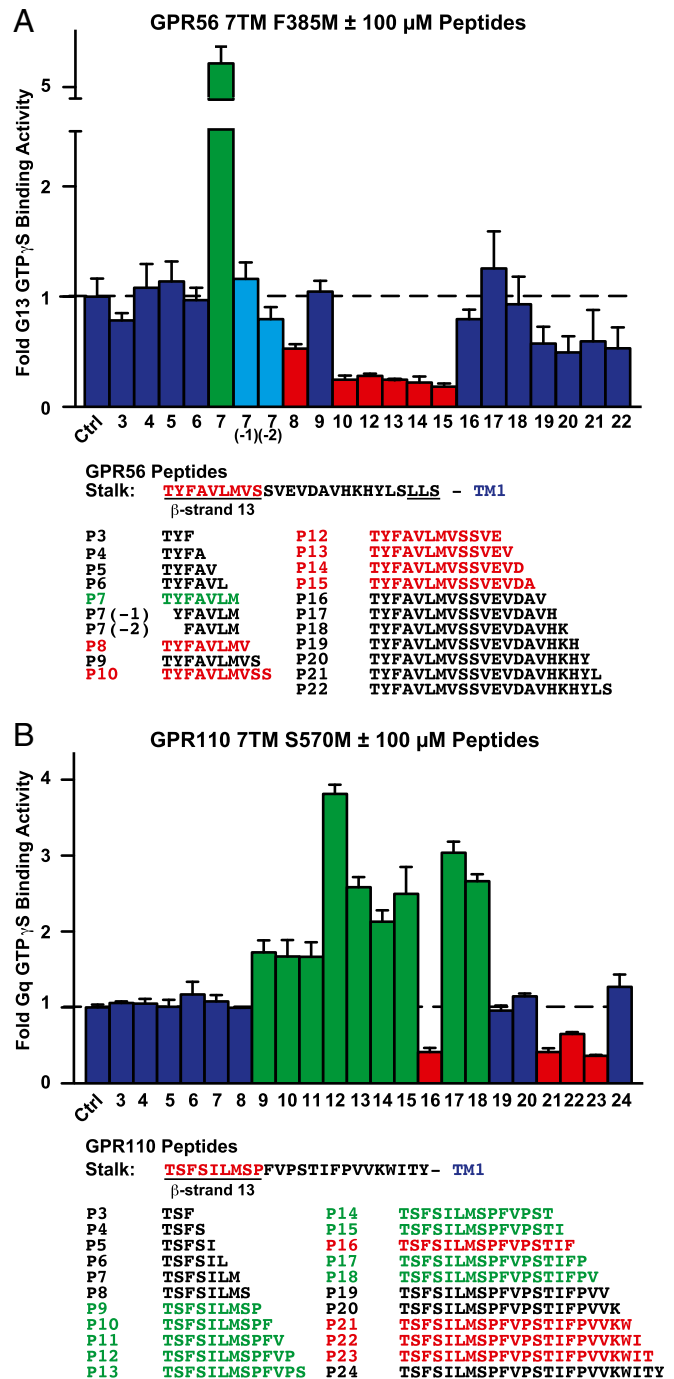 A
GPR56 7TM F385M ± 100 µM Peptides
Fold G13 GTPγS Binding Activity
5
2
1
0
Ctrl 3 4 5 6 7 7 7 8 9 10 12 13 14 15 16 17 18 19 20 21 22
(-1)(-2)
GPR56 Peptides
Stalk: TYFAVLMVSSVEVDAVHKHYLSLLS – TM1
β-strand 13
P3 TYF P12 TYFAVLMVSSVE
P4 TYFA P13 TYFAVLMVSSVEV
P5 TYFAV P14 TYFAVLMVSSVEVD
P6 TYFAVL P15 TYFAVLMVSSVEVDA
P7 TYFAVLM P16 TYFAVLMVSSVEVDAV
P7(-1) YFAVLM P17 TYFAVLMVSSVEVDAVH
P7(-2) FAVLM P18 TYFAVLMVSSVEVDAVHK
P8 TYFAVLMV P19 TYFAVLMVSSVEVDAVHKH
P9 TYFAVLMVS P20 TYFAVLMVSSVEVDAVHKHY
P10 TYFAVLMVSS P21 TYFAVLMVSSVEVDAVHKHYL
P22 TYFAVLMVSSVEVDAVHKHYLS
B
GPR110 7TM S570M ± 100 µM Peptides
Fold Gq GTPγS Binding Activity
4
3
2
1
0
Ctrl 3 4 5 6 7 8 9 10 11 12 13 14 15 16 17 18 19 20 21 22 23 24
GPR110 Peptides
Stalk: TSFSILMSPFVPSTIFPVVKWITY– TM1
β-strand 13
P3 TSF P14 TSFSILMSPFVPST
P4 TSFS P15 TSFSILMSPFVPSTI
P5 TSFSI P16 TSFSILMSPFVPSTIF
P6 TSFSIL P17 TSFSILMSPFVPSTIFP
P7 TSFSILM P18 TSFSILMSPFVPSTIFPV
P8 TSFSILMS P19 TSFSILMSPFVPSTIFPVV
P9 TSFSILMSP P20 TSFSILMSPFVPSTIFPVVK
P10 TSFSILMSPF P21 TSFSILMSPFVPSTIFPVVKW
P11 TSFSILMSPFV P22 TSFSILMSPFVPSTIFPVVKWI
P12 TSFSILMSPFVP P23 TSFSILMSPFVPSTIFPVVKWIT
P13 TSFSILMSPFVPS P24 TSFSILMSPFVPSTIFPVVKWITY